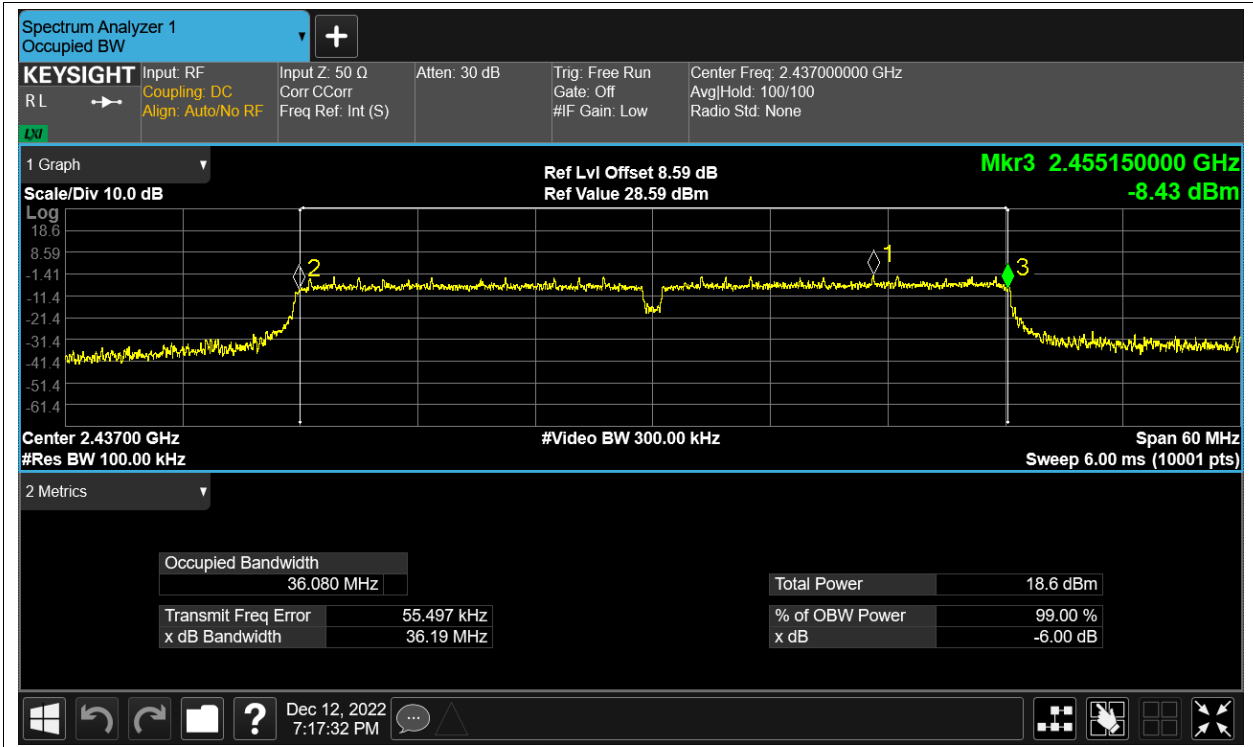 Spectrum Analyzer 1
Occupied BW
+
KEYSIGHT
R L
LXI
Input: RF
Coupling: DC
Align: Auto/No RF
Input Z: 50 Ω
Corr CCorr
Freq Ref: Int (S)
Atten: 30 dB
Trig: Free Run
Gate: Off
#IF Gain: Low
Center Freq: 2.437000000 GHz
Avg|Hold: 100/100
Radio Std: None
1 Graph
Scale/Div 10.0 dB
Ref Lvl Offset 8.59 dB
Ref Value 28.59 dBm
Mkr3 2.455150000 GHz
-8.43 dBm
Log
18.6
8.59
-1.41
-11.4
-21.4
-31.4
-41.4
-51.4
-61.4
2
1
3
Center 2.43700 GHz
#Res BW 100.00 kHz
#Video BW 300.00 kHz
Span 60 MHz
Sweep 6.00 ms (10001 pts)
2 Metrics
Occupied Bandwidth
36.080 MHz
Transmit Freq Error 55.497 kHz
x dB Bandwidth 36.19 MHz
Total Power 18.6 dBm
% of OBW Power 99.00 %
x dB -6.00 dB
?
Dec 12, 2022
7:17:32 PM